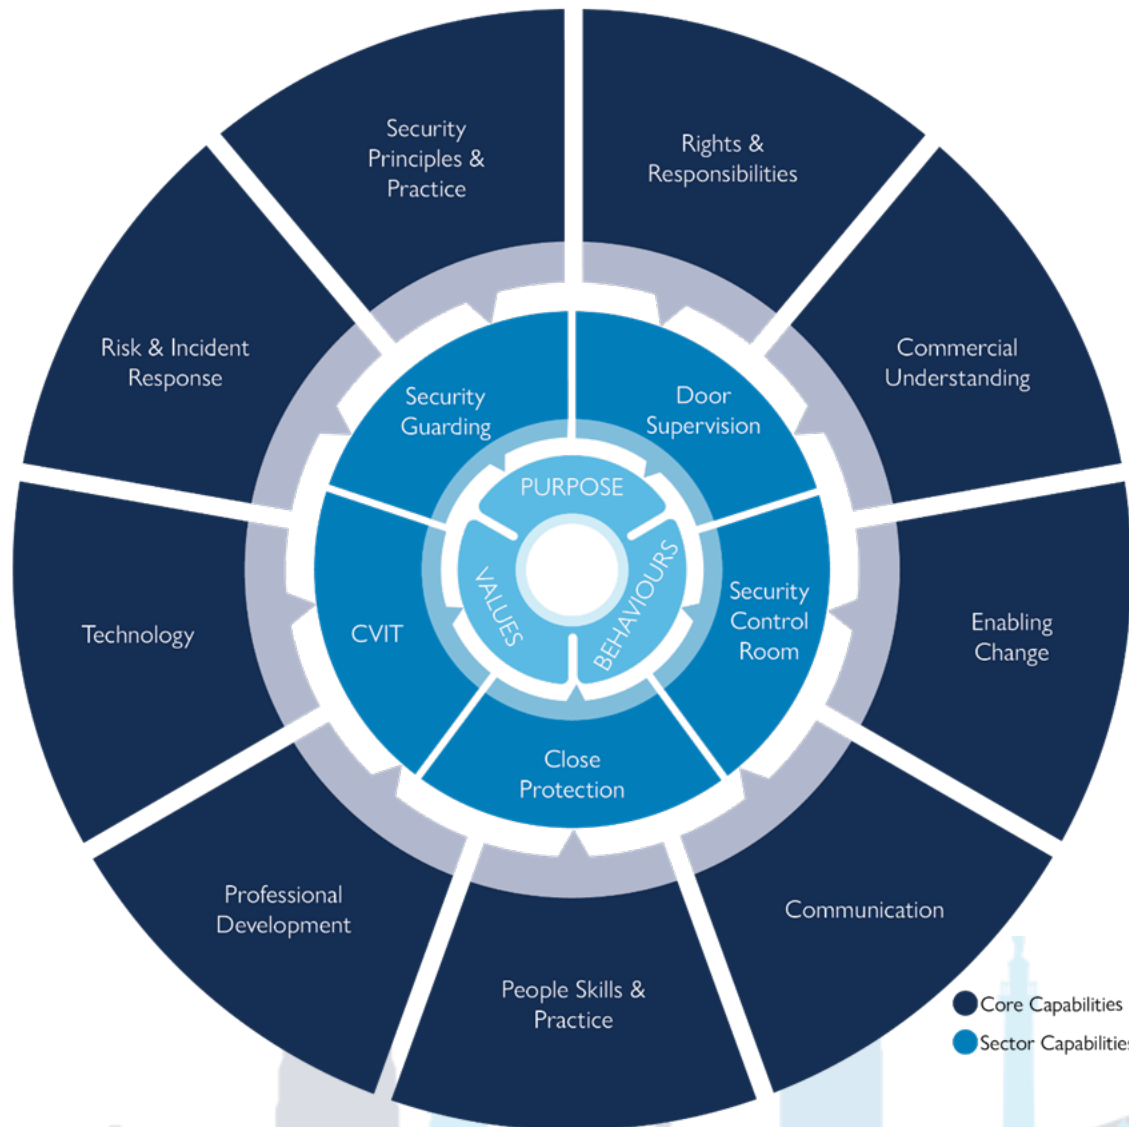 Security
Principles &
Practice
Rights &
Responsibilities
Commercial
Understanding
Enabling
Change
Communication
People Skills &
Practice
Professional
Development
Technology
Risk & Incident
Response
Security
Guarding
Door
Supervision
Security
Control
Room
Close
Protection
CVIT
PURPOSE
BEHAVIOURS
VALUES
Core Capabilities
Sector Capabilities